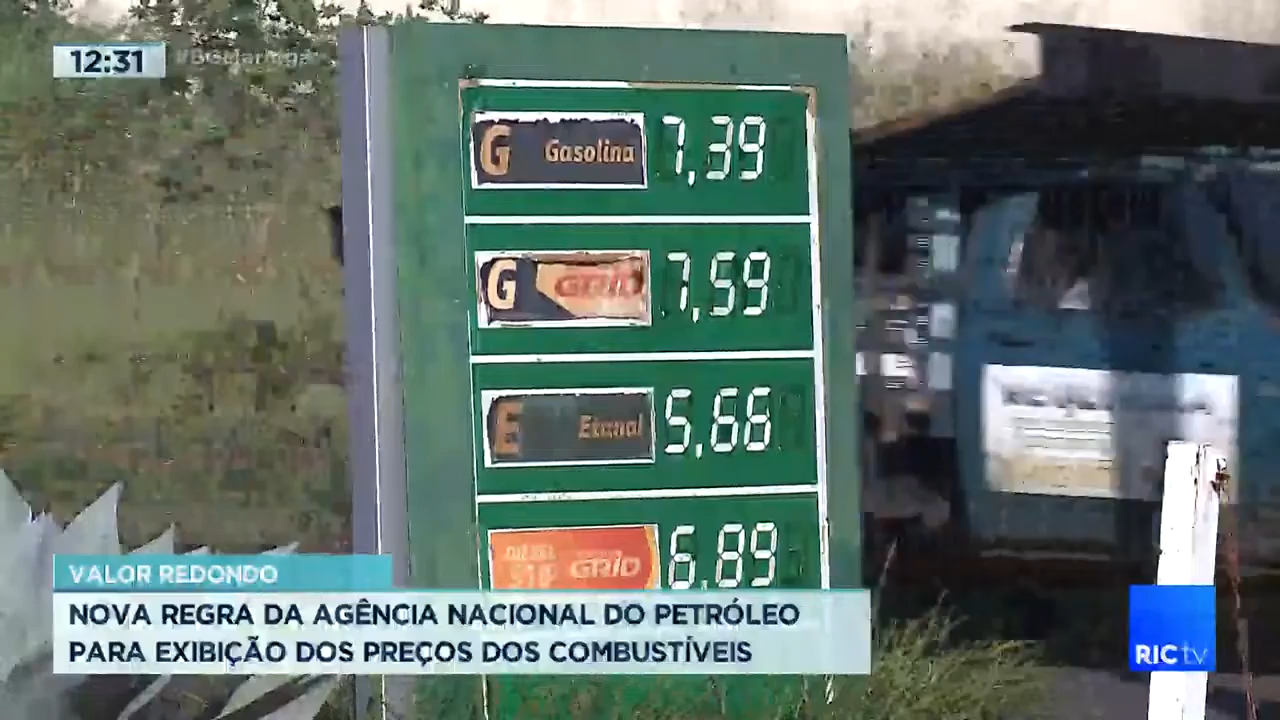 12:31
G Gasolina 7,39
G GRID 7,59
E Etanol 5,66
DIESEL S10 GRID 6,89
VALOR REDONDO
NOVA REGRA DA AGÊNCIA NACIONAL DO PETRÓLEO
PARA EXIBIÇÃO DOS PREÇOS DOS COMBUSTÍVEIS
RIC tv